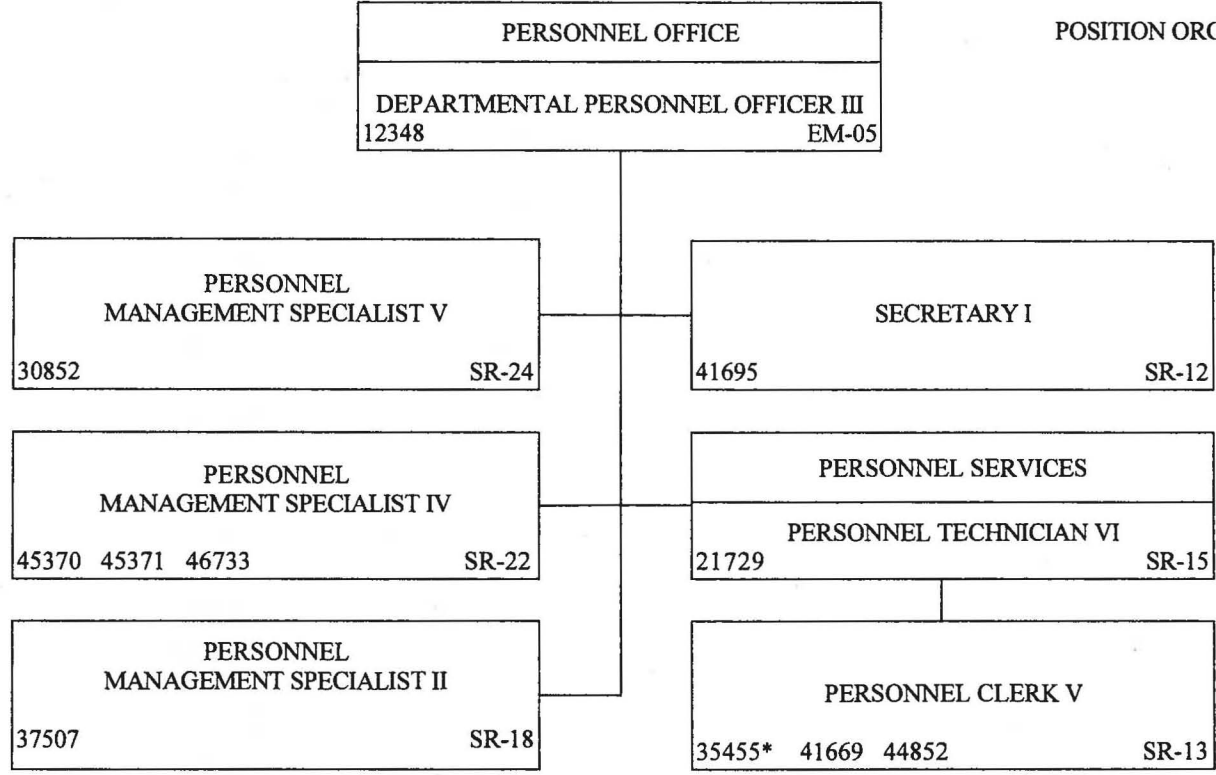 PERSONNEL OFFICE
POSITION ORG
DEPARTMENTAL PERSONNEL OFFICER III
12348 EM-05
PERSONNEL
MANAGEMENT SPECIALIST V
30852 SR-24
SECRETARY I
41695 SR-12
PERSONNEL
MANAGEMENT SPECIALIST IV
45370 45371 46733 SR-22
PERSONNEL SERVICES
PERSONNEL TECHNICIAN VI
21729 SR-15
PERSONNEL
MANAGEMENT SPECIALIST II
37507 SR-18
PERSONNEL CLERK V
35455* 41669 44852 SR-13